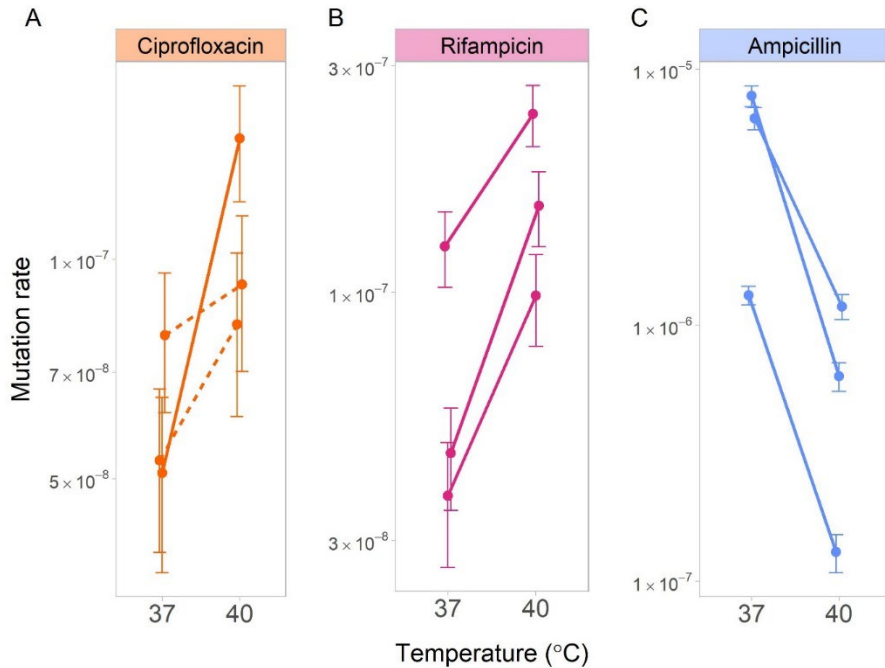 A
Ciprofloxacin
B
Rifampicin
C
Ampicillin
Mutation rate
1 × 10⁻⁷
7 × 10⁻⁸
5 × 10⁻⁸
37 40
3 × 10⁻⁷
1 × 10⁻⁷
3 × 10⁻⁸
37 40
1 × 10⁻⁵
1 × 10⁻⁶
1 × 10⁻⁷
37 40
Temperature (°C)